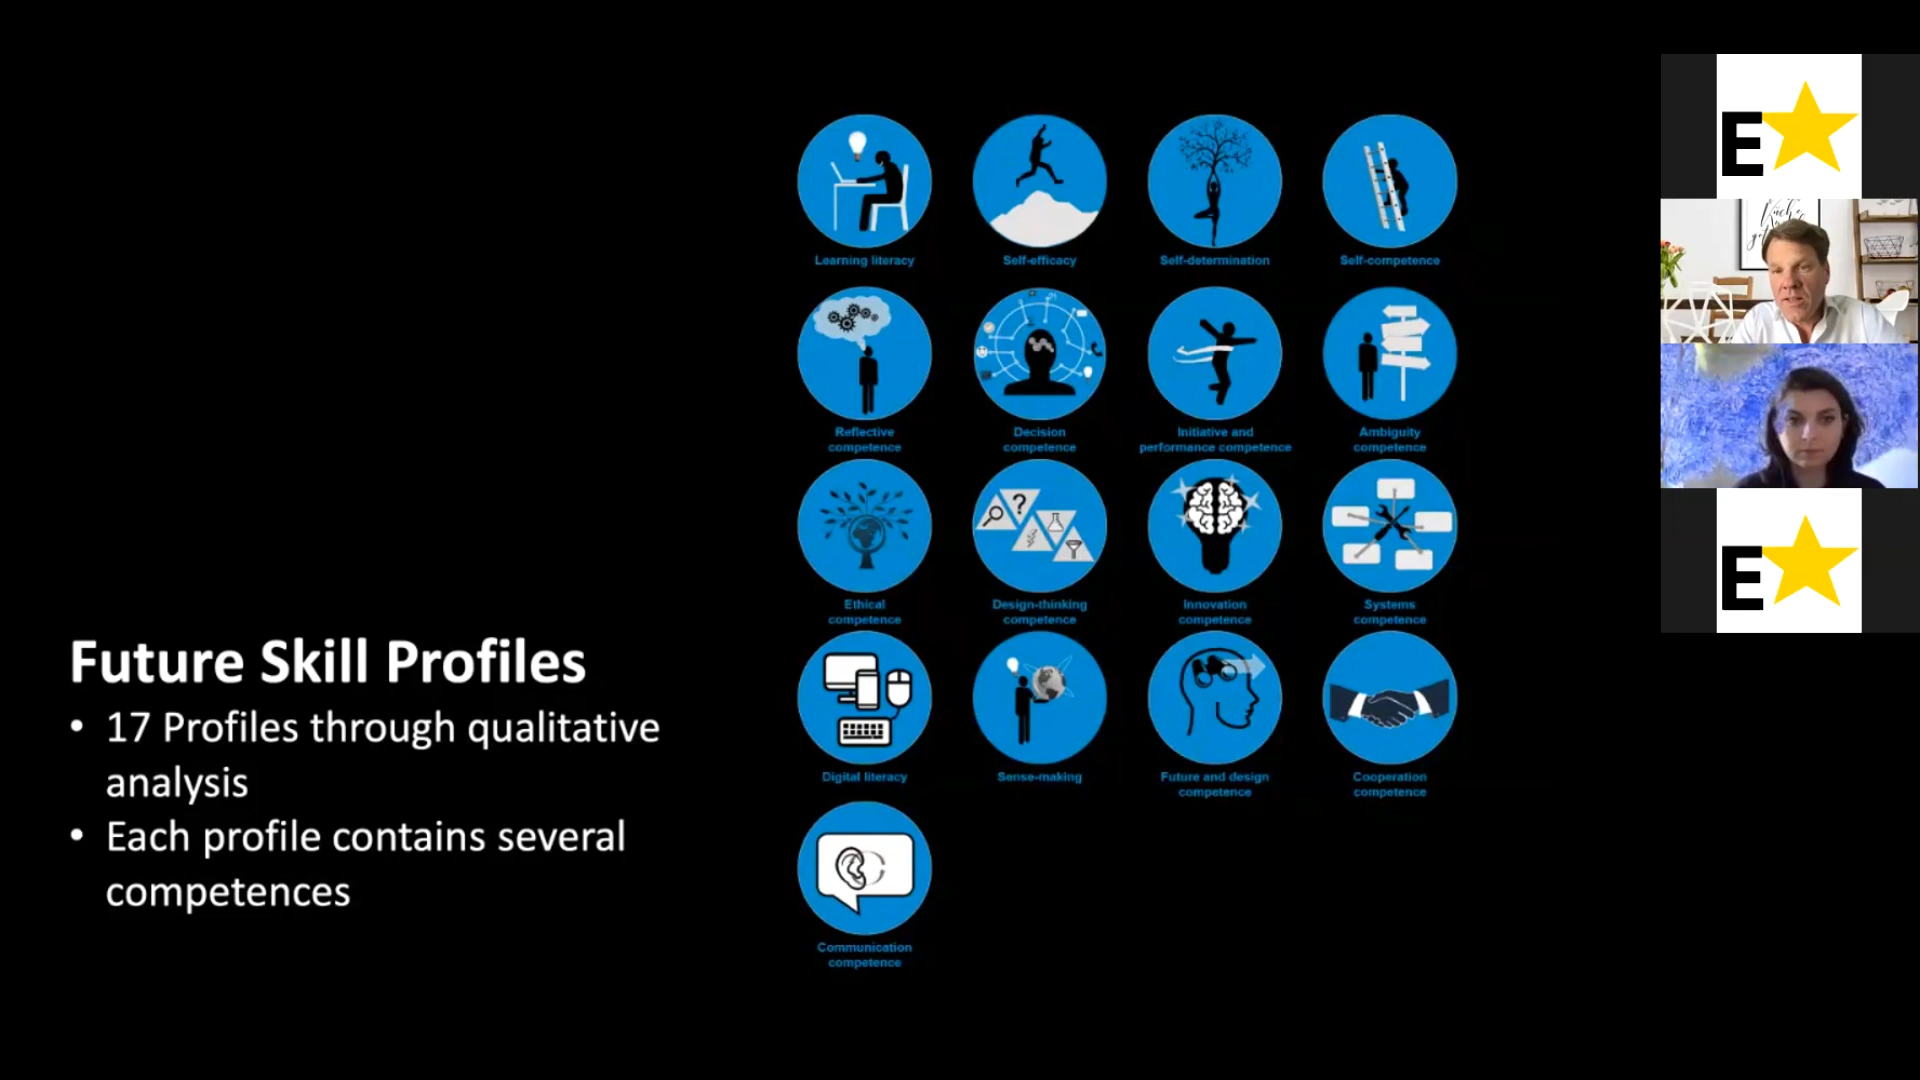 Future Skill Profiles
• 17 Profiles through qualitative
analysis
• Each profile contains several
competences
Learning literacy
Self-efficacy
Self-determination
Self-competence
Reflective
competence
Decision
competence
Initiative and
performance competence
Ambiguity
competence
Ethical
competence
Design-thinking
competence
Innovation
competence
Systems
competence
Digital literacy
Sense-making
Future and design
competence
Cooperation
competence
Communication
competence
E
E